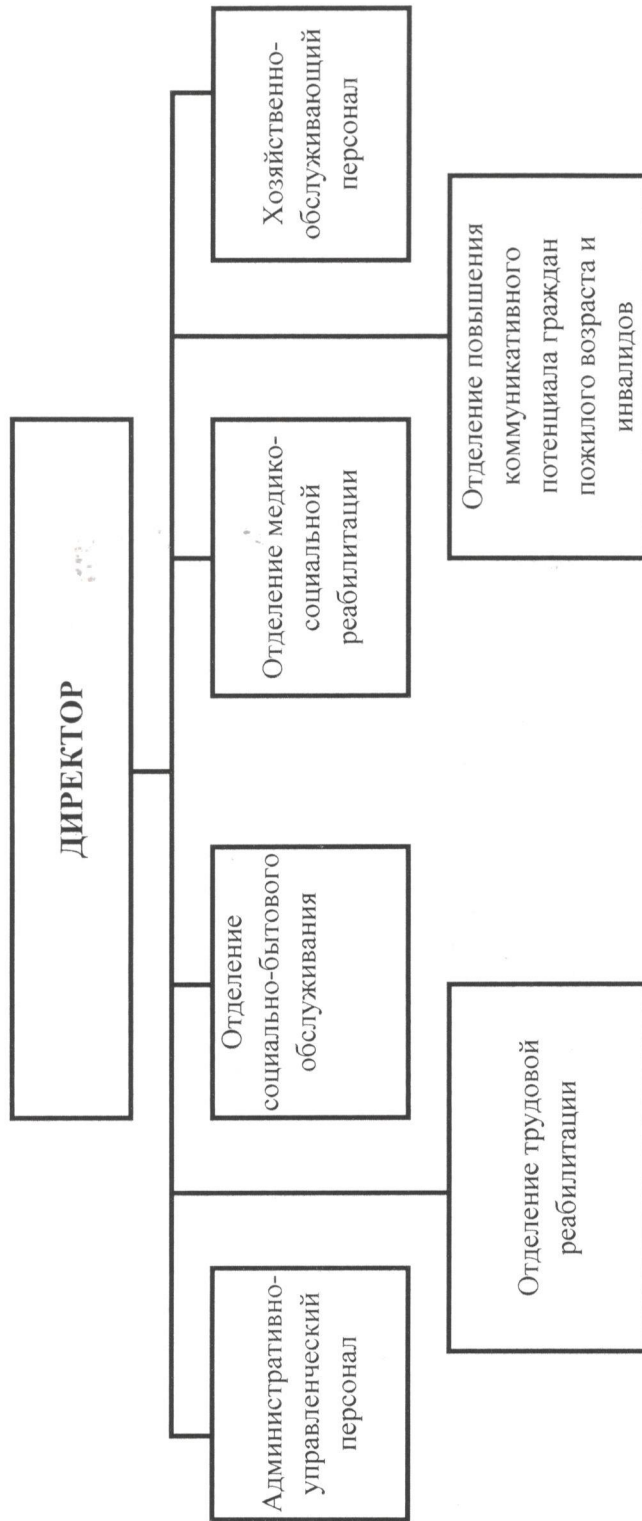 ДИРЕКТОР
Административно-
управленческий
персонал
Отделение
социально-бытового
обслуживания
Отделение медико-
социальной
реабилитации
Хозяйственно-
обслуживающий
персонал
Отделение трудовой
реабилитации
Отделение повышения
коммуникативного
потенциала граждан
пожилого возраста и
инвалидов